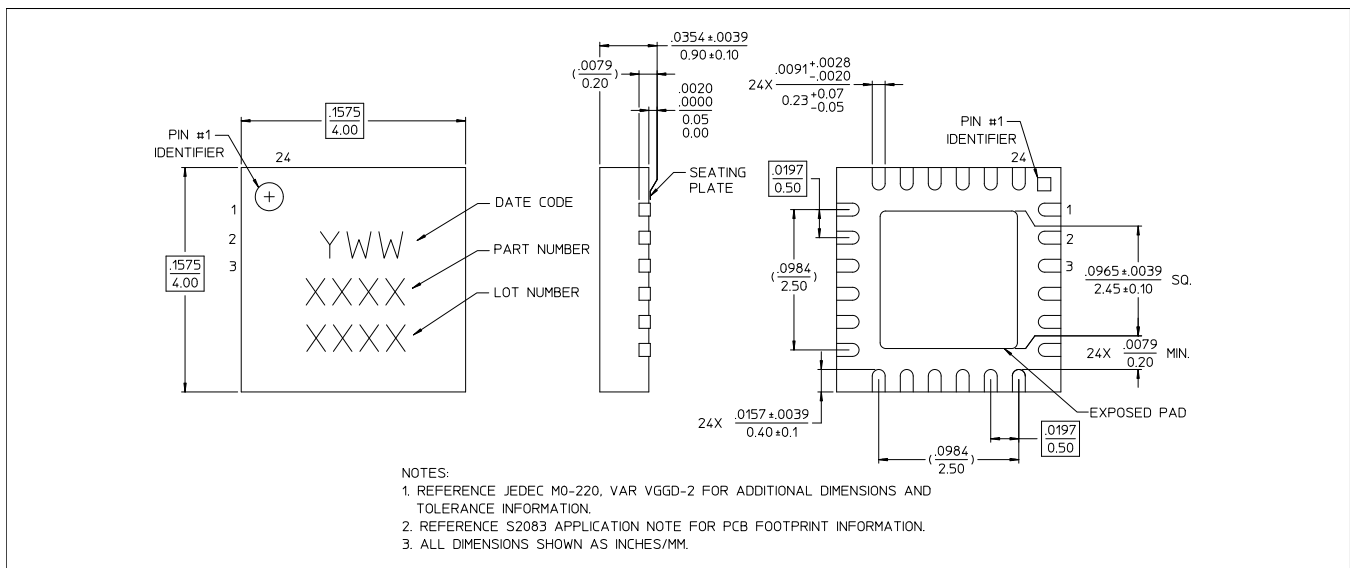 .1575
4.00
PIN #1
IDENTIFIER
24
1
2
3
.1575
4.00
DATE CODE
YWW
PART NUMBER
XXXX
LOT NUMBER
XXXX
.0354±.0039
0.90±0.10
(.0079
0.20)
.0020
.0000
0.05
0.00
SEATING
PLATE
24X .0091 +.0028
-.0020
0.23 +0.07
-0.05
PIN #1
IDENTIFIER
24
.0197
0.50
1
2
3
(.0984
2.50)
.0965±.0039
2.45±0.10 SQ.
24X .0079
0.20 MIN.
EXPOSED PAD
24X .0157±.0039
0.40±0.1
.0197
0.50
(.0984
2.50)
NOTES:
1. REFERENCE JEDEC MO-220, VAR VGGD-2 FOR ADDITIONAL DIMENSIONS AND
TOLERANCE INFORMATION.
2. REFERENCE S2083 APPLICATION NOTE FOR PCB FOOTPRINT INFORMATION.
3. ALL DIMENSIONS SHOWN AS INCHES/MM.